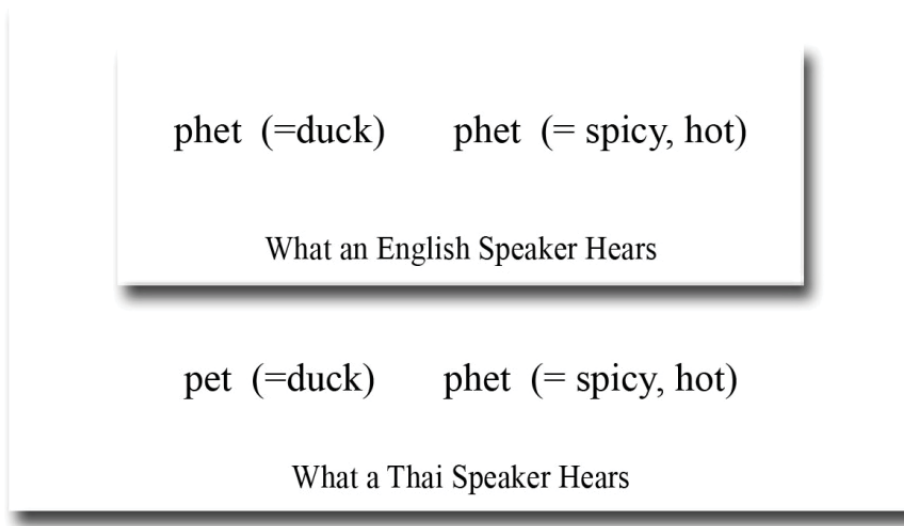 phet (=duck) phet (= spicy, hot)
What an English Speaker Hears
pet (=duck) phet (= spicy, hot)
What a Thai Speaker Hears